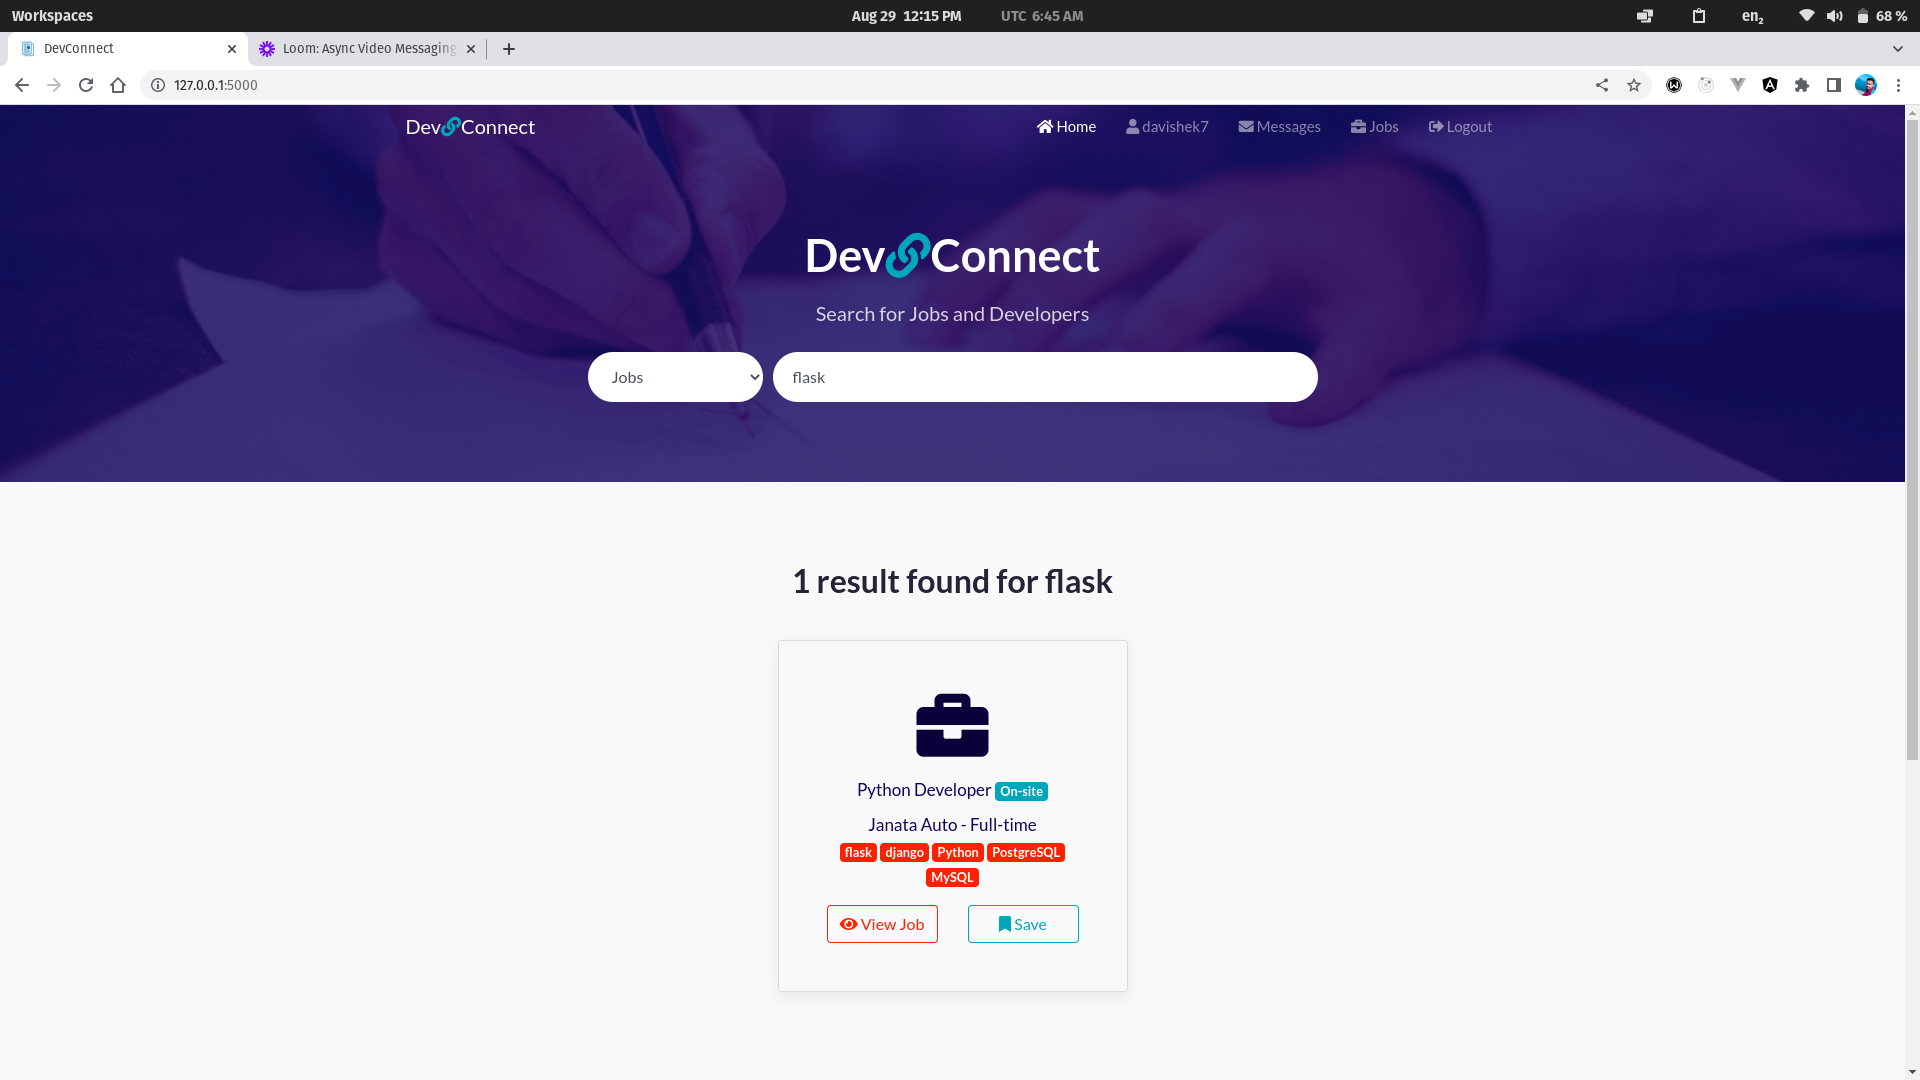 Workspaces Aug 29 12:15 PM UTC 6:45 AM en2 68 %
DevConnect Loom: Async Video Messaging
127.0.0.1:5000
DevConnect Home davishek7 Messages Jobs Logout
DevConnect
Search for Jobs and Developers
Jobs flask
1 result found for flask
Python Developer On-site
Janata Auto - Full-time
flask django Python PostgreSQL
MySQL
View Job Save